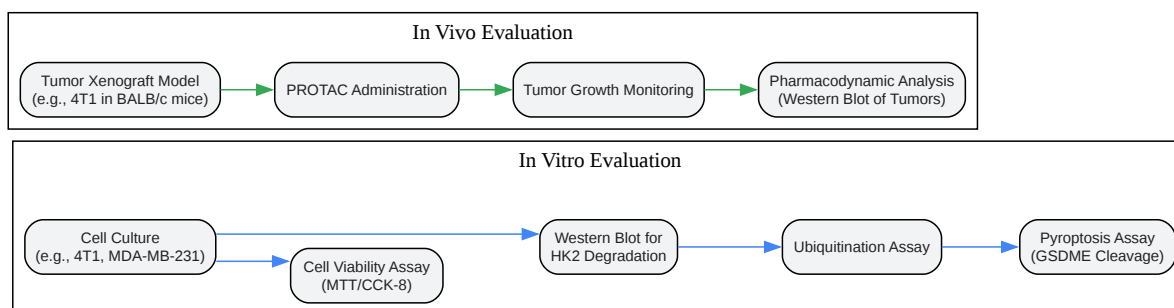 In Vivo Evaluation
Tumor Xenograft Model
(e.g., 4T1 in BALB/c mice)
PROTAC Administration
Tumor Growth Monitoring
Pharmacodynamic Analysis
(Western Blot of Tumors)
In Vitro Evaluation
Cell Culture
(e.g., 4T1, MDA-MB-231)
Cell Viability Assay
(MTT/CCK-8)
Western Blot for
HK2 Degradation
Ubiquitination Assay
Pyroptosis Assay
(GSDME Cleavage)